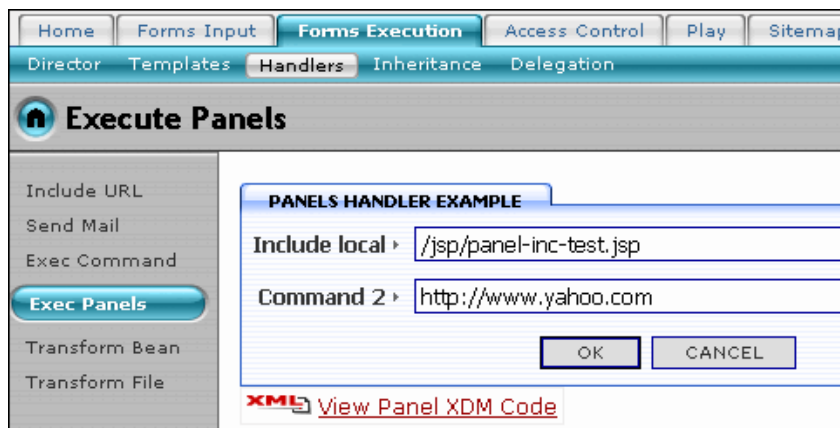 Home Forms Input Forms Execution Access Control Play Sitemap
Director Templates Handlers Inheritance Delegation
Execute Panels
Include URL
Send Mail
Exec Command
Exec Panels
Transform Bean
Transform File
PANELS HANDLER EXAMPLE
Include local /jsp/panel-inc-test.jsp
Command 2 http://www.yahoo.com
OK CANCEL
XML View Panel XDM Code